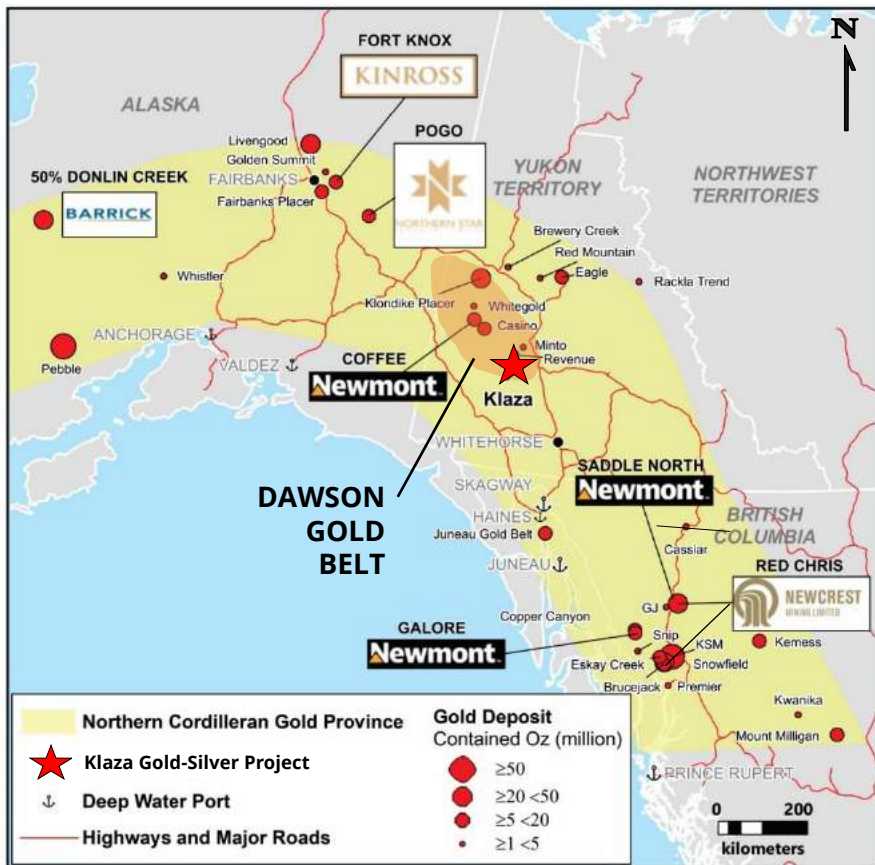 N
FORT KNOX
KINROSS
ALASKA
POGO
NORTHERN STAR
YUKON
TERRITORY
NORTHWEST
TERRITORIES
Livengood
Golden Summit
FAIRBANKS
Fairbanks Placer
50% DONLIN CREEK
BARRICK
Whistler
Brewery Creek
Red Mountain
Eagle
Rackla Trend
Klondike Placer
Whitegold
Casino
Minto
Revenue
ANCHORAGE
VALDEZ
Pebble
COFFEE
Newmont
Klaza
WHITEHORSE
DAWSON
GOLD
BELT
SKAGWAY
HAINES
Juneau Gold Belt
JUNEAU
SADDLE NORTH
Newmont
BRITISH
COLUMBIA
Cassiar
RED CHRIS
NEWCREST
MINING LIMITED
GJ
Copper Canyon
GALORE
Newmont
Snip
KSM
Eskay Creek
Snowfield
Brucejack
Premier
Kemess
Kwanika
Mount Milligan
PRINCE RUPERT
Northern Cordilleran Gold Province
Klaza Gold-Silver Project
Deep Water Port
Highways and Major Roads
Gold Deposit
Contained Oz (million)
≥50
≥20 <50
≥5 <20
≥1 <5
0 200
kilometers